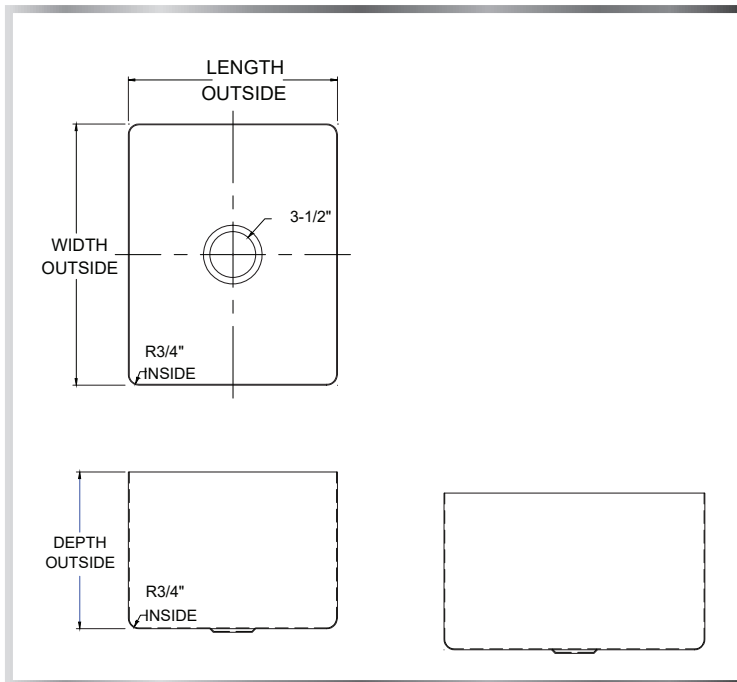 LENGTH
OUTSIDE
3-1/2"
WIDTH
OUTSIDE
R3/4"
INSIDE
DEPTH
OUTSIDE
R3/4"
INSIDE